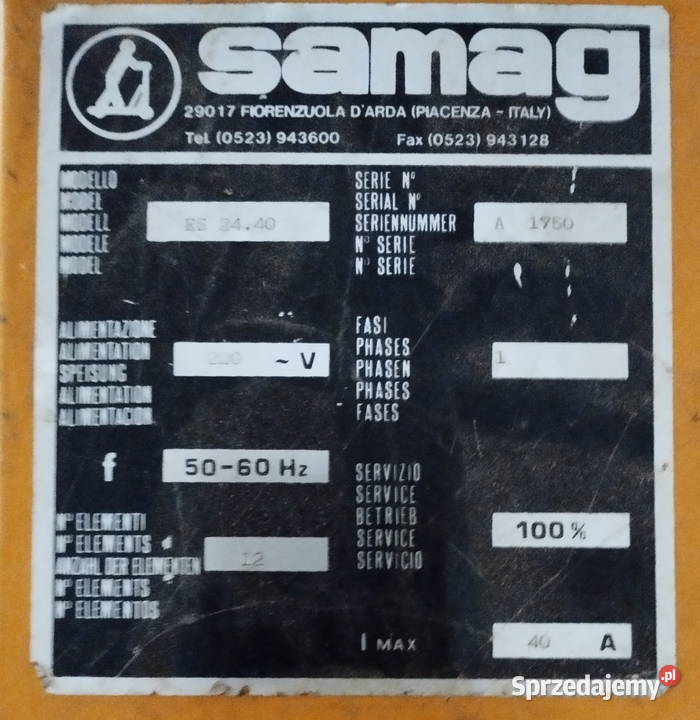 samag
29017 FIORENZUOLA D'ARDA (PIACENZA - ITALY)
Tel. (0523) 943600 Fax (0523) 943128
MODELLO
MODEL
MODELL
MODELE
MODEL
ES 24.40
SERIE N°
SERIAL N°
SERIENNUMMER
N° SERIE
N° SERIE
A 1750
ALIMENTAZIONE
ALIMENTATION
SPEISUNG
ALIMENTATION
ALIMENTACION
220 ~ V
FASI
PHASES
PHASEN
PHASES
FASES
1
f 50-60 Hz
SERVIZIO
SERVICE
BETRIEB
SERVICE
SERVICIO
100%
N° ELEMENTI
N° ELEMENTS
ANZAHL DER ELEMENTEN
N° ELEMENTS
N° ELEMENTOS
12
I MAX 40 A
Sprzedajemy.pl